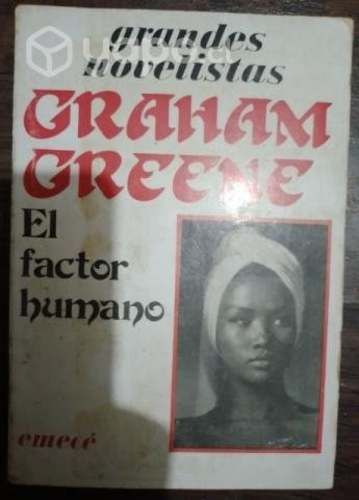 grandes
novelistas
GRAHAM
GREENE
El
factor
humano
emecé